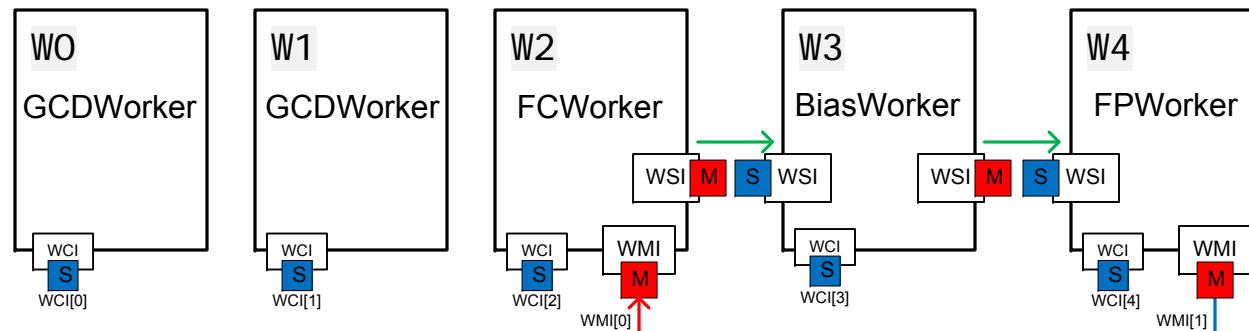 W0
GCDWorker
WCI
S
WCI[0]
W1
GCDWorker
WCI
S
WCI[1]
W2
FCWorker
WSI M
WCI
S
WCI[2]
WMI
M
WMI[0]
W3
BiasWorker
S WSI
WSI M
WCI
S
WCI[3]
W4
FPWorker
S WSI
WCI
S
WCI[4]
WMI
M
WMI[1]